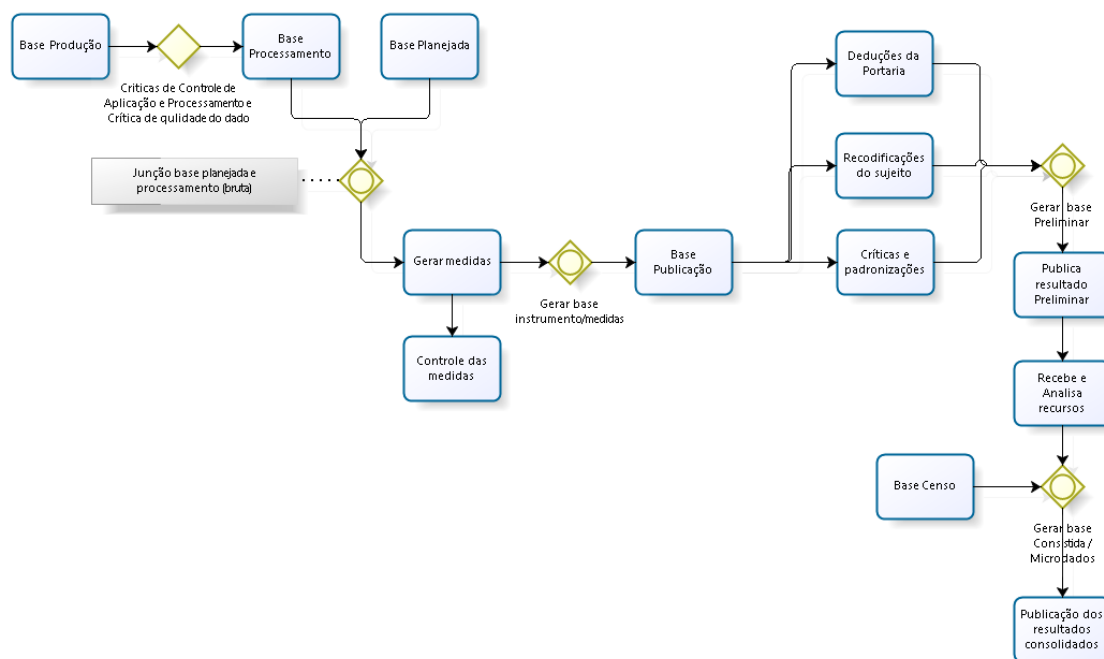 Base Produção
Base
Processamento
Base Planejada
Criticas de Controle de
Aplicação e Processamento e
Crítica de qulidade do dado
Junção base planejada e
processamento (bruta)
Deduções da
Portaria
Recodificações
do sujeito
Críticas e
padronizações
Gerar base
Preliminar
Gerar medidas
Gerar base
instrumento/medidas
Base
Publicação
Controle das
medidas
Publica
resultado
Preliminar
Recebe e
Analisa
recursos
Base Censo
Gerar base
Consistida /
Microdados
Publicação dos
resultados
consolidados